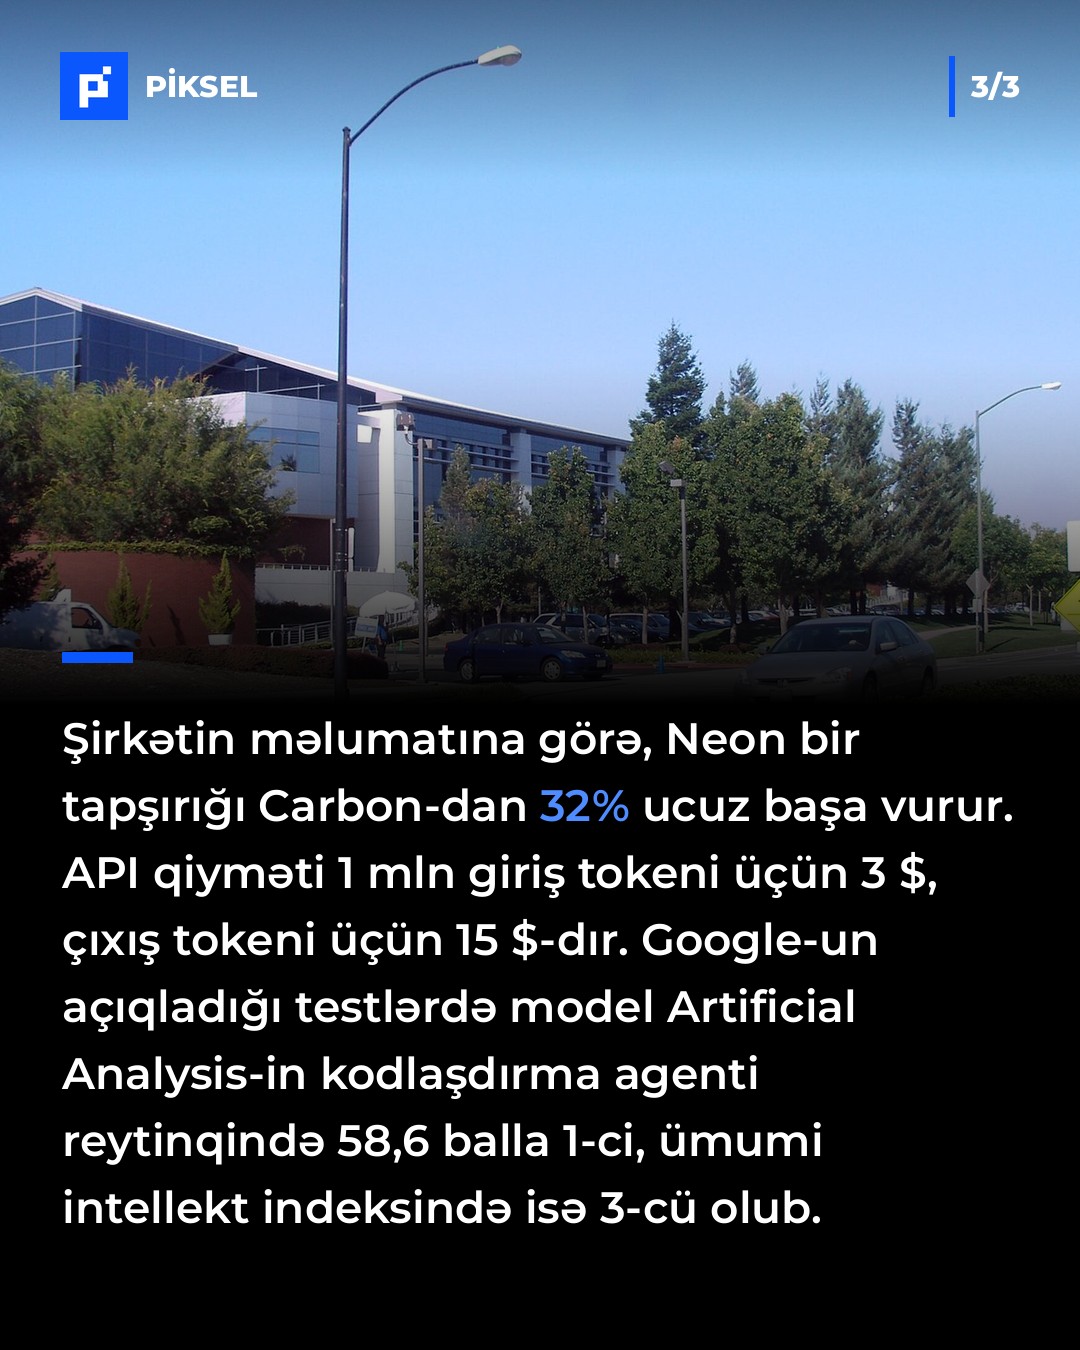 PİKSEL
3/3
Şirkətin məlumatına görə, Neon bir
tapşırığı Carbon-dan 32% ucuz başa vurur.
API qiyməti 1 mln giriş tokeni üçün 3 $,
çıxış tokeni üçün 15 $-dır. Google-un
açıqladığı testlərdə model Artificial
Analysis-in kodlaşdırma agenti
reytinqində 58,6 balla 1-ci, ümumi
intellekt indeksində isə 3-cü olub.